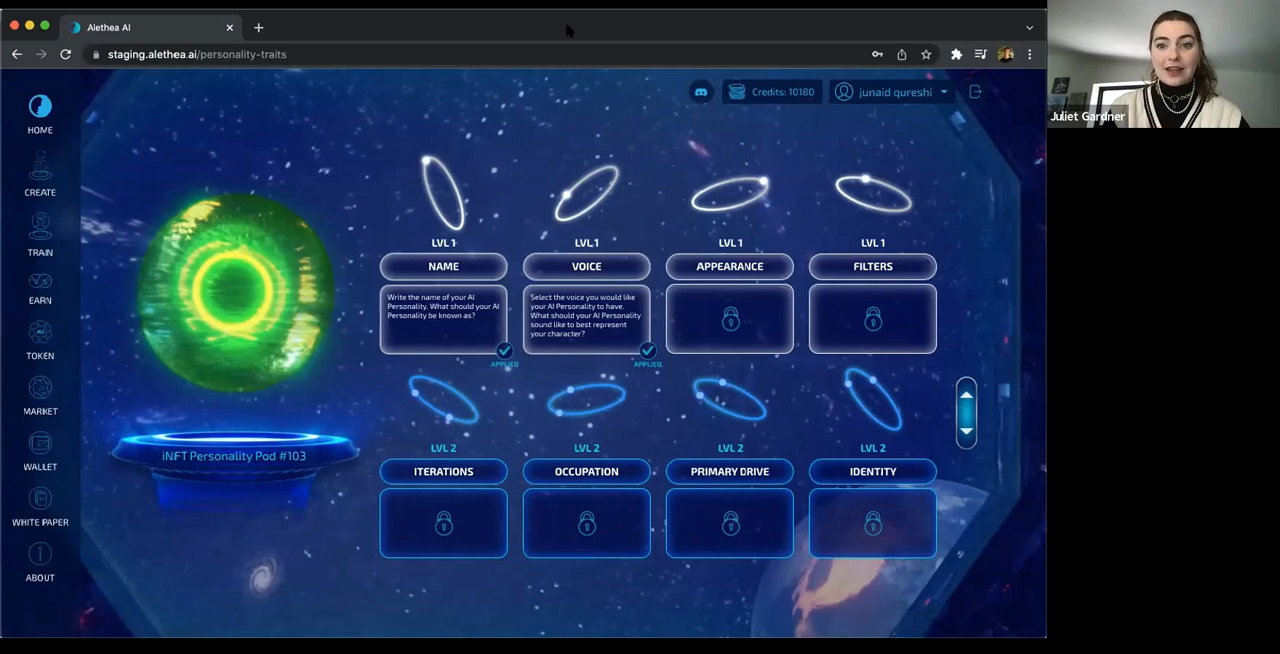 Alethea AI
staging.alethea.ai/personality-traits
Credits: 10180
junaid qureshi
Juliet Gardner
HOME
CREATE
TRAIN
EARN
TOKEN
MARKET
WALLET
WHITE PAPER
ABOUT
iNFT Personality Pod #103
LVL 1
LVL 1
LVL 1
LVL 1
NAME
VOICE
APPEARANCE
FILTERS
Write the name of your AI
Personality. What should your AI
Personality be known as?
APPLIED
Select the voice you would like
your AI Personality to have.
What should your AI Personality
sound like to best represent
your character?
APPLIED
LVL 2
LVL 2
LVL 2
LVL 2
ITERATIONS
OCCUPATION
PRIMARY DRIVE
IDENTITY